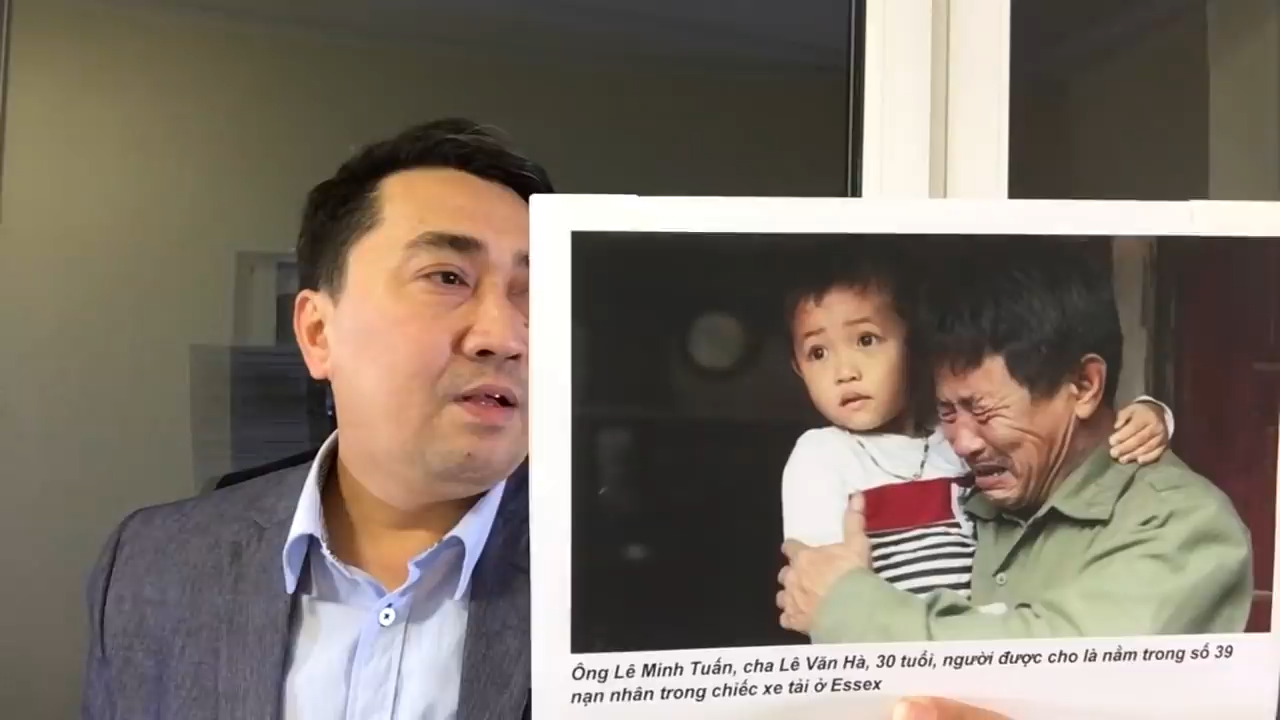 Ông Lê Minh Tuấn, cha Lê Văn Hà, 30 tuổi, người được cho là nằm trong số 39
nạn nhân trong chiếc xe tải ở Essex